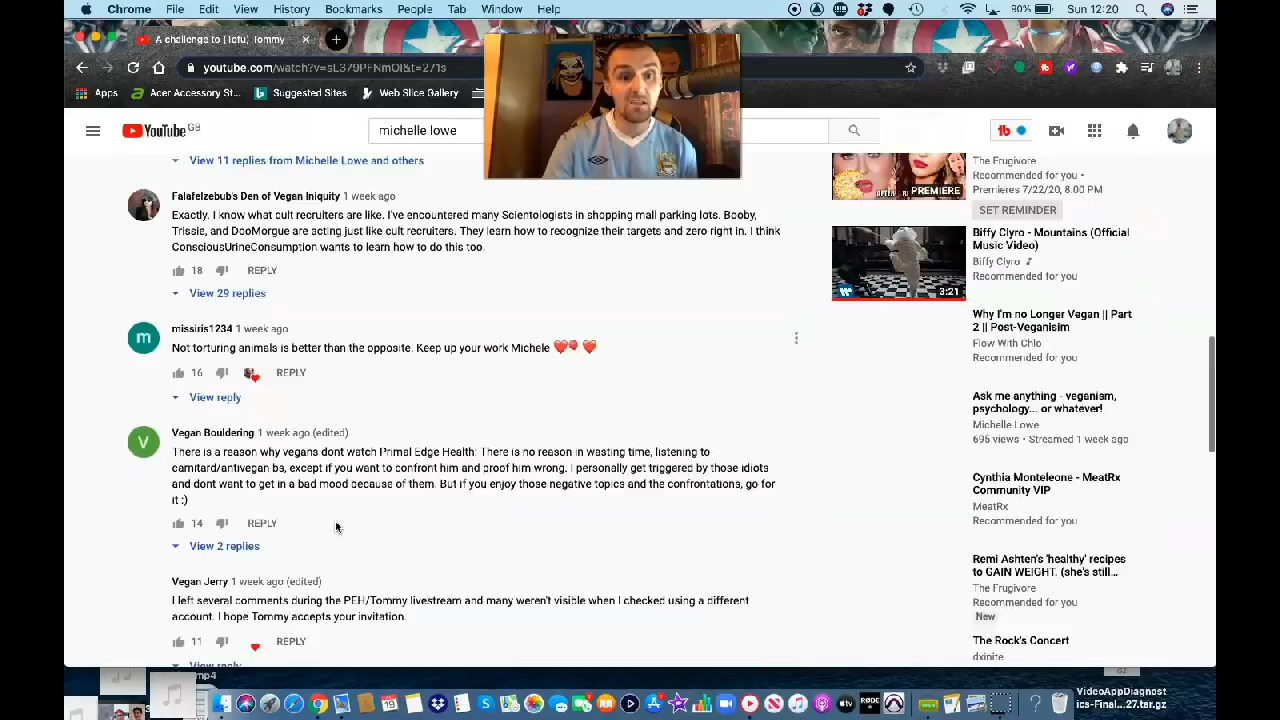 Chrome File Edit View History Bookmarks People Tab Window Help
90% Sun 12:20
A challenge to (Tofu) Tommy
youtube.com/watch?v=sL379PFNmOI&t=271s
Apps Acer Accessory St... Suggested Sites Web Slice Gallery
YouTube GB
michelle lowe
View 11 replies from Michelle Lowe and others
Falafelzebub's Den of Vegan Iniquity 1 week ago
Exactly. I know what cult recruiters are like. I've encountered many Scientologists in shopping mall parking lots. Booby,
Trissie, and DooMorgue are acting just like cult recruiters. They learn how to recognize their targets and zero right in. I think
ConsciousUrineConsumption wants to learn how to do this too.
18 REPLY
View 29 replies
m
missiris1234 1 week ago
Not torturing animals is better than the opposite. Keep up your work Michele
16 REPLY
View reply
V
Vegan Bouldering 1 week ago (edited)
There is a reason why vegans dont watch Primal Edge Health: There is no reason in wasting time, listening to
carnitard/antivegan bs, except if you want to confront him and proof him wrong. I personally get triggered by those idiots
and dont want to get in a bad mood because of them. But if you enjoy those negative topics and the confrontations, go for
it :)
14 REPLY
View 2 replies
Vegan Jerry 1 week ago (edited)
I left several comments during the PEH/Tommy livestream and many weren't visible when I checked using a different
account. I hope Tommy accepts your invitation.
11 REPLY
View reply
PREMIERE
The Frugivore
Recommended for you •
Premieres 7/22/20, 8:00 PM
SET REMINDER
3:21
Biffy Clyro - Mountains (Official
Music Video)
Biffy Clyro
Recommended for you
Why I'm no Longer Vegan || Part
2 || Post-Veganisim
Flow With Chlo
Recommended for you
Ask me anything - veganism,
psychology... or whatever!
Michelle Lowe
695 views • Streamed 1 week ago
Cynthia Monteleone - MeatRx
Community VIP
MeatRx
Recommended for you
Remi Ashten's 'healthy' recipes
to GAIN WEIGHT. (she's still...
The Frugivore
Recommended for you
New
The Rock's Concert
dxinite
mp4
VideoAppDiagnost
ics-Final...27.tar.gz